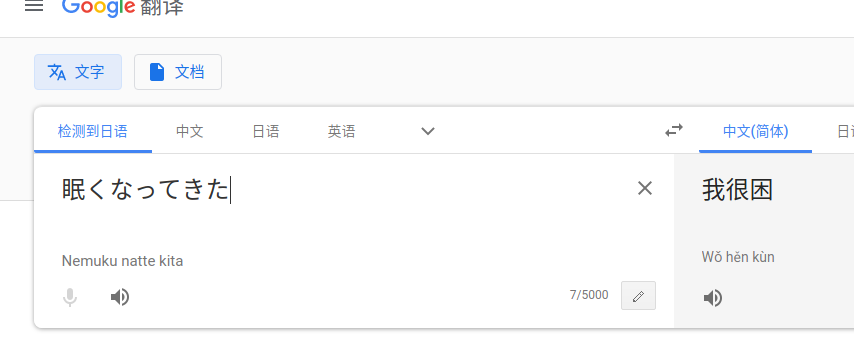 Google 翻译
文字 文档
检测到日语 中文 日语 英语 中文(简体)
眠くなってきた 我很困
Nemuku natte kita Wǒ hěn kùn
7/5000